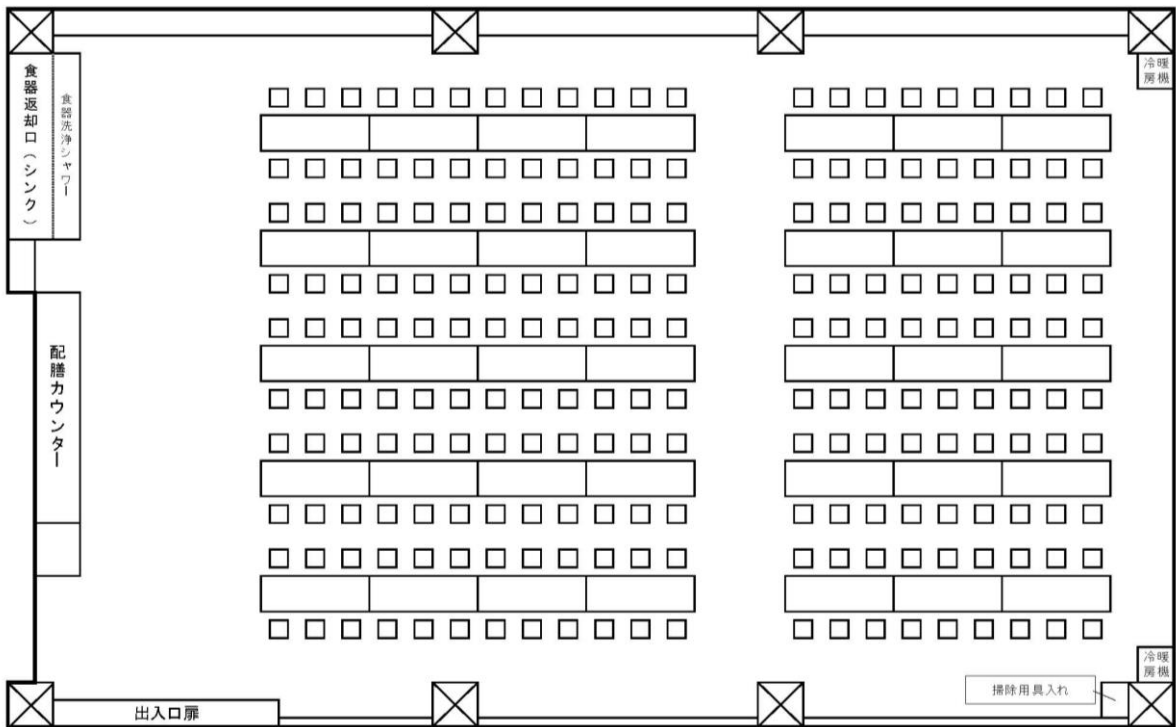 食器返却口（シンク）
食器洗浄シャワー
冷暖
房機
配膳カウンター
冷暖
房機
掃除用具入れ
出入口扉